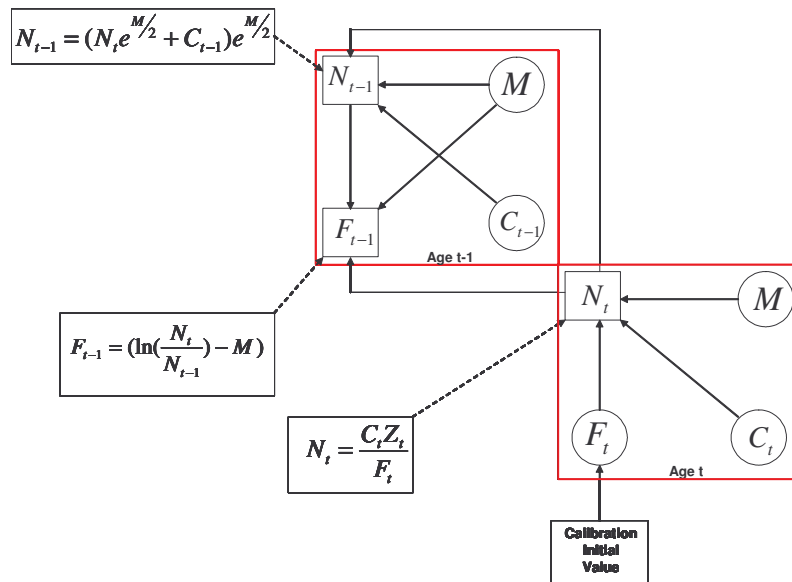 N_{t-1} = (N_t e^{M/2} + C_{t-1}) e^{M/2}
N_{t-1}
M
F_{t-1}
C_{t-1}
Age t-1
F_{t-1} = (ln(N_t / N_{t-1}) - M)
N_t
M
N_t = C_t Z_t / F_t
F_t
C_t
Age t
Calibration
Initial
Value